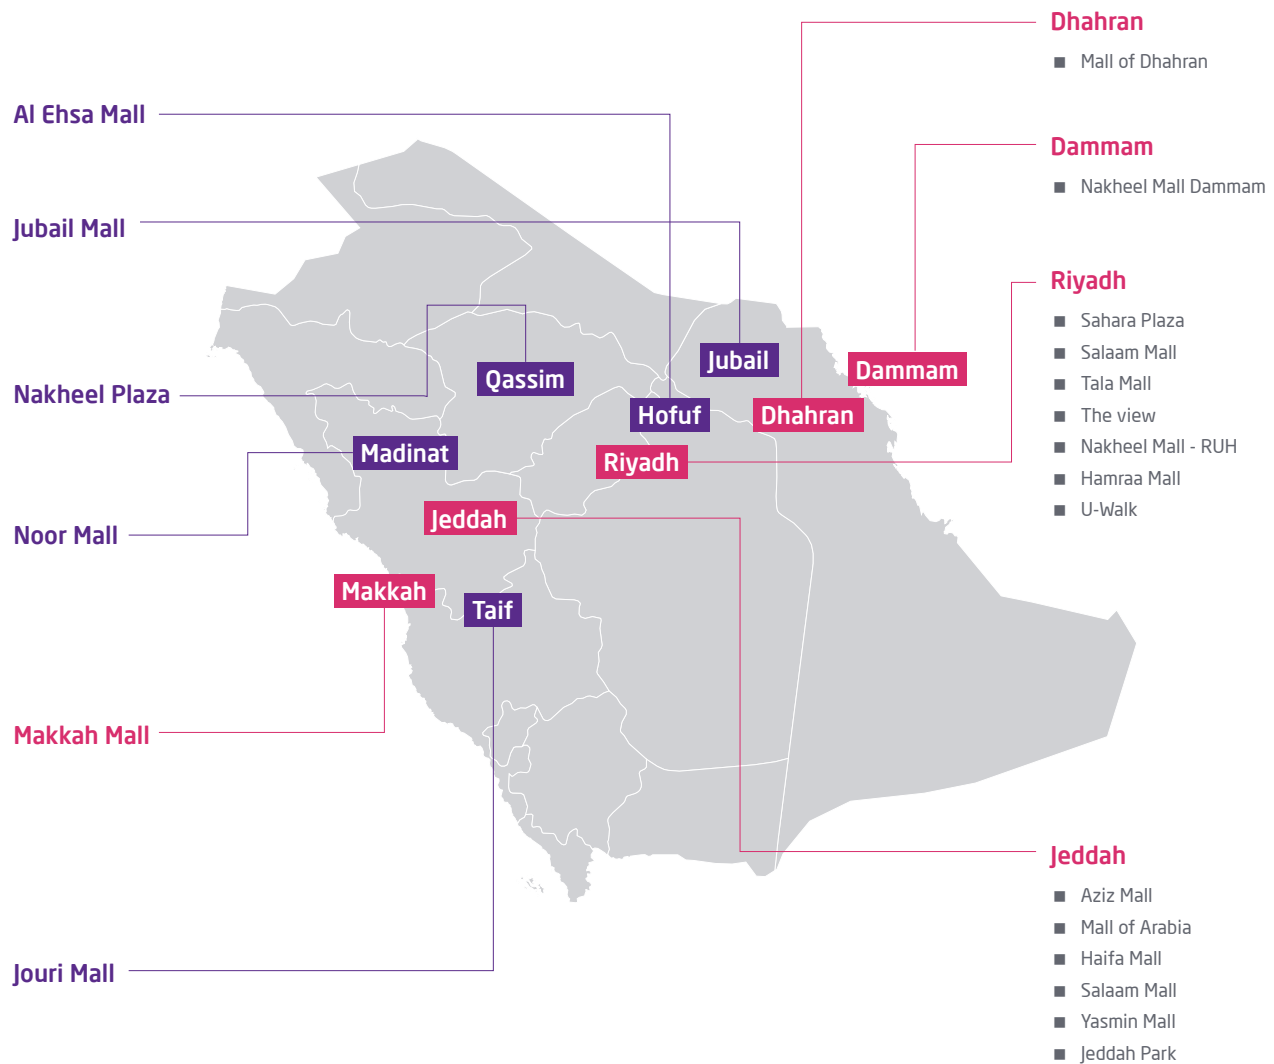 Al Ehsa Mall
Jubail Mall
Nakheel Plaza
Noor Mall
Makkah Mall
Jouri Mall
Jubail
Dammam
Qassim
Hofuf
Dhahran
Madinat
Riyadh
Jeddah
Makkah
Taif
Dhahran
Mall of Dhahran
Dammam
Nakheel Mall Dammam
Riyadh
Sahara Plaza
Salaam Mall
Tala Mall
The view
Nakheel Mall - RUH
Hamraa Mall
U-Walk
Jeddah
Aziz Mall
Mall of Arabia
Haifa Mall
Salaam Mall
Yasmin Mall
Jeddah Park